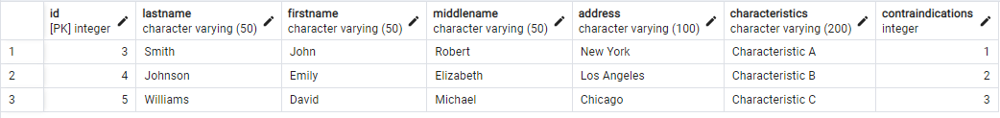 id lastname firstname middlename address characteristics contraindications
[PK] integer character varying (50) character varying (50) character varying (50) character varying (100) character varying (200) integer
1 3 Smith John Robert New York Characteristic A 1
2 4 Johnson Emily Elizabeth Los Angeles Characteristic B 2
3 5 Williams David Michael Chicago Characteristic C 3